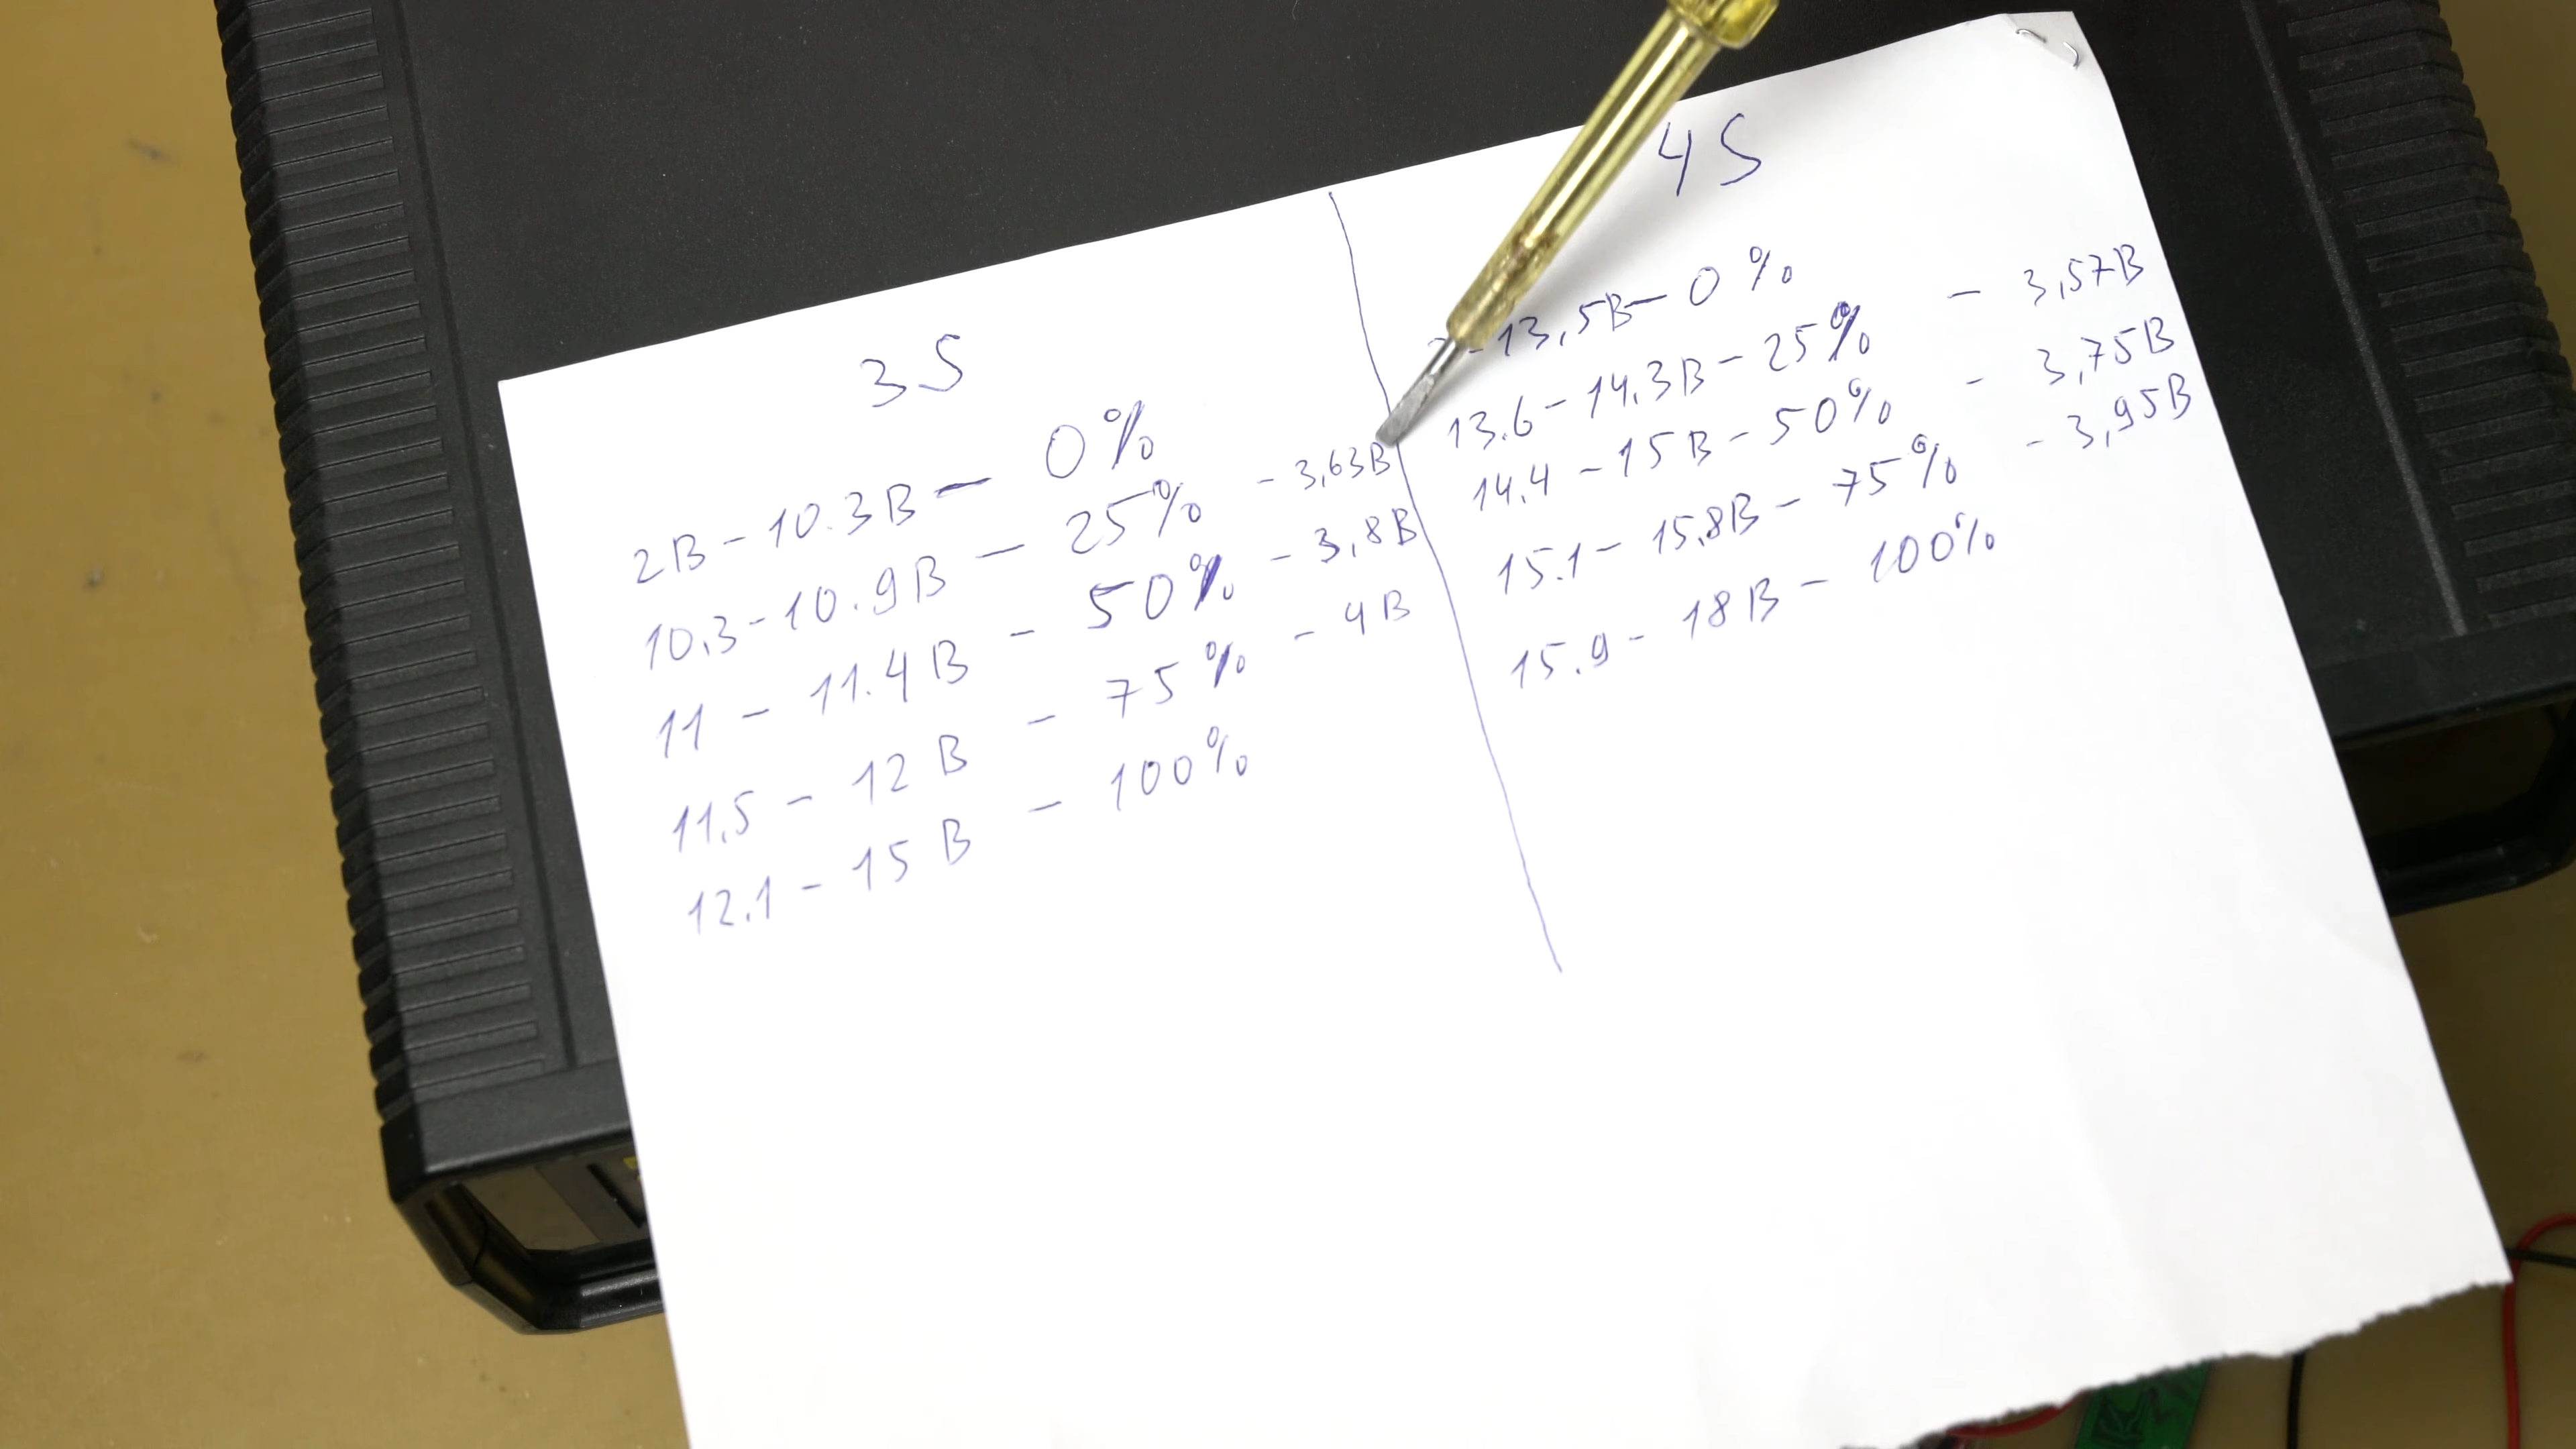 3S
2В - 10.3В — 0%
10,3 - 10.9В — 25% - 3,63В
11 - 11.4В - 50% - 3,8В
11,5 - 12В - 75% - 4В
12.1 - 15В - 100%
4S
- 13,5В - 0%
13.6 - 14.3В - 25% - 3,57В
14.4 - 15В - 50% - 3,75В
15.1 - 15,8В - 75% - 3,95В
15.9 - 18В - 100%